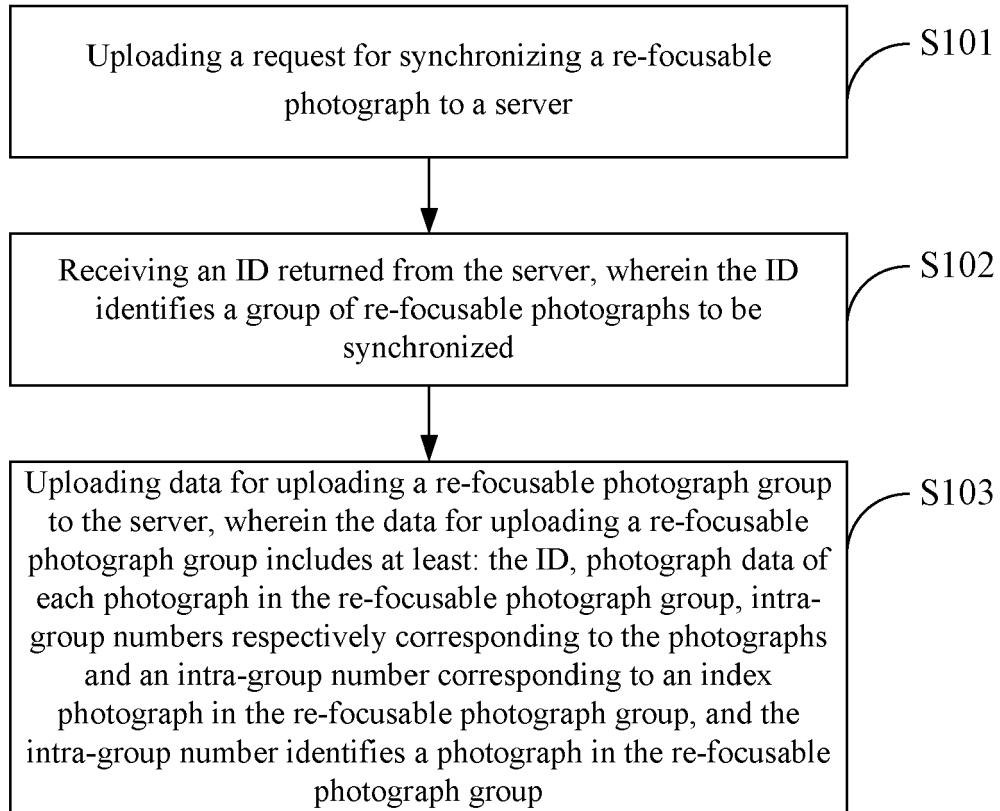 Uploading a request for synchronizing a re-focusable
photograph to a server
S101
Receiving an ID returned from the server, wherein the ID
identifies a group of re-focusable photographs to be
synchronized
S102
Uploading data for uploading a re-focusable photograph group
to the server, wherein the data for uploading a re-focusable
photograph group includes at least: the ID, photograph data of
each photograph in the re-focusable photograph group, intra-
group numbers respectively corresponding to the photographs
and an intra-group number corresponding to an index
photograph in the re-focusable photograph group, and the
intra-group number identifies a photograph in the re-focusable
photograph group
S103